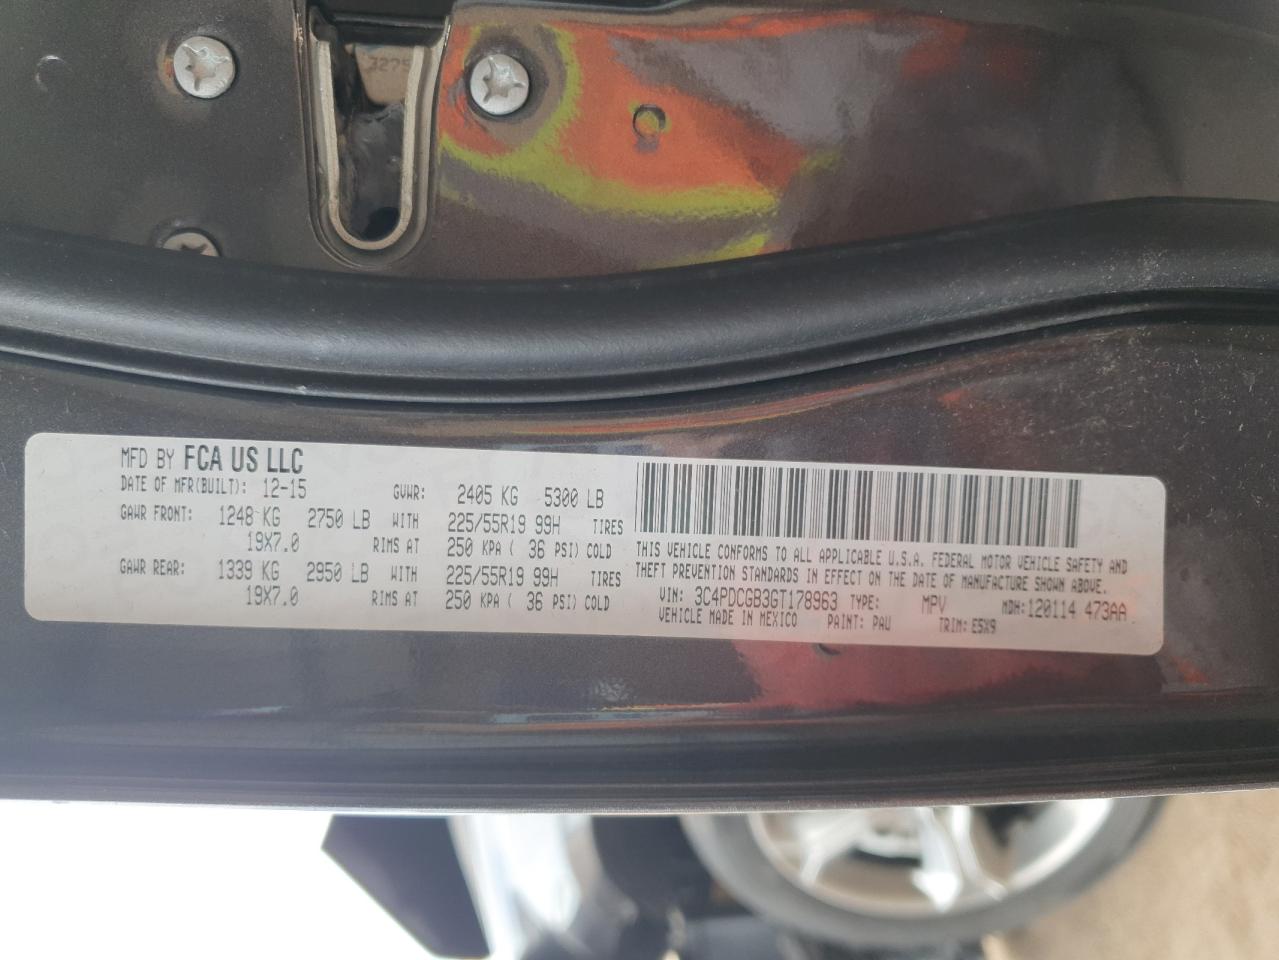 3275
MFD BY FCA US LLC
DATE OF MFR(BUILT): 12-15 GVWR: 2405 KG 5300 LB
GAWR FRONT: 1248 KG 2750 LB WITH 225/55R19 99H TIRES
19X7.0 RIMS AT 250 KPA ( 36 PSI) COLD
GAWR REAR: 1339 KG 2950 LB WITH 225/55R19 99H TIRES
19X7.0 RIMS AT 250 KPA ( 36 PSI) COLD
THIS VEHICLE CONFORMS TO ALL APPLICABLE U.S.A. FEDERAL MOTOR VEHICLE SAFETY AND
THEFT PREVENTION STANDARDS IN EFFECT ON THE DATE OF MANUFACTURE SHOWN ABOVE.
VIN: 3C4PDCGB3GT178963 TYPE: MPV MDH:120114 473AA
VEHICLE MADE IN MEXICO PAINT: PAU TRIM: E5X9